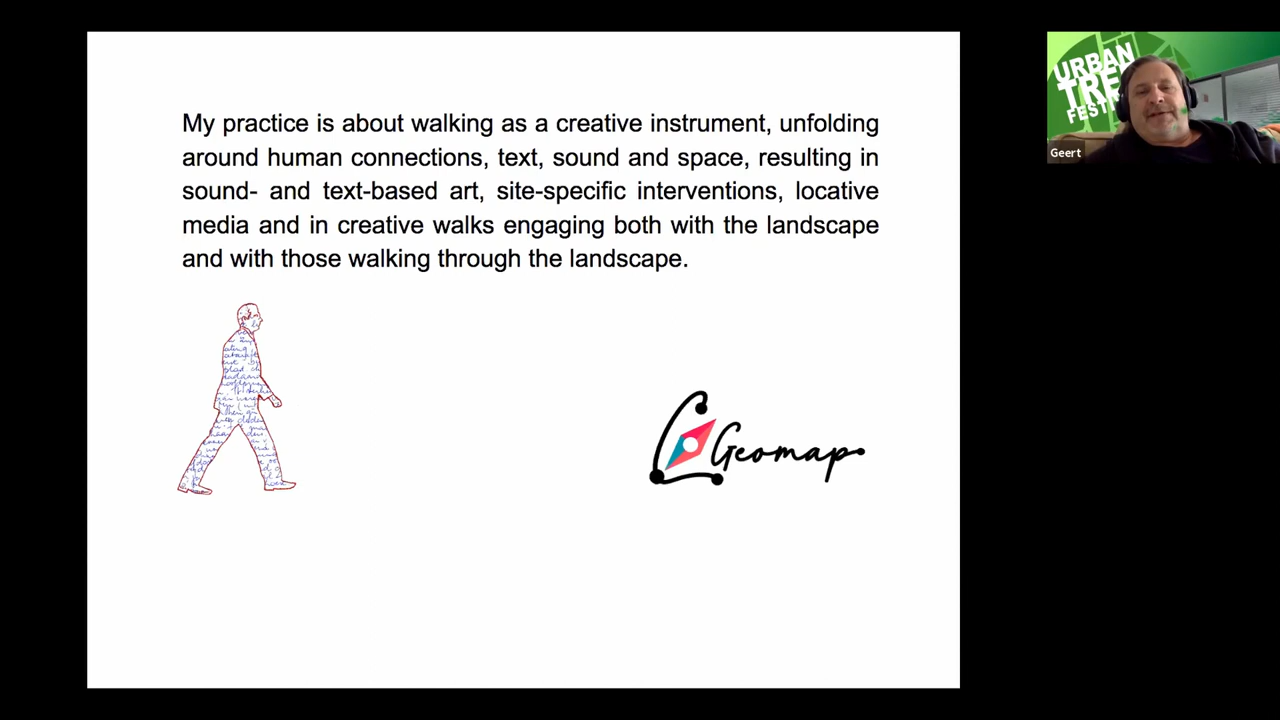 My practice is about walking as a creative instrument, unfolding
around human connections, text, sound and space, resulting in
sound- and text-based art, site-specific interventions, locative
media and in creative walks engaging both with the landscape
and with those walking through the landscape.
Geomap
URBAN
TREE
FEST
Geert